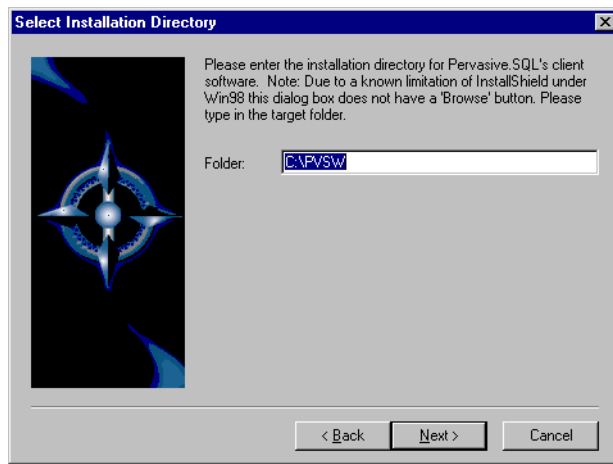 Select Installation Directory
Please enter the installation directory for Pervasive.SQL's client
software. Note: Due to a known limitation of InstallShield under
Win98 this dialog box does not have a 'Browse' button. Please
type in the target folder.
Folder: C:\PVSW
< Back Next > Cancel